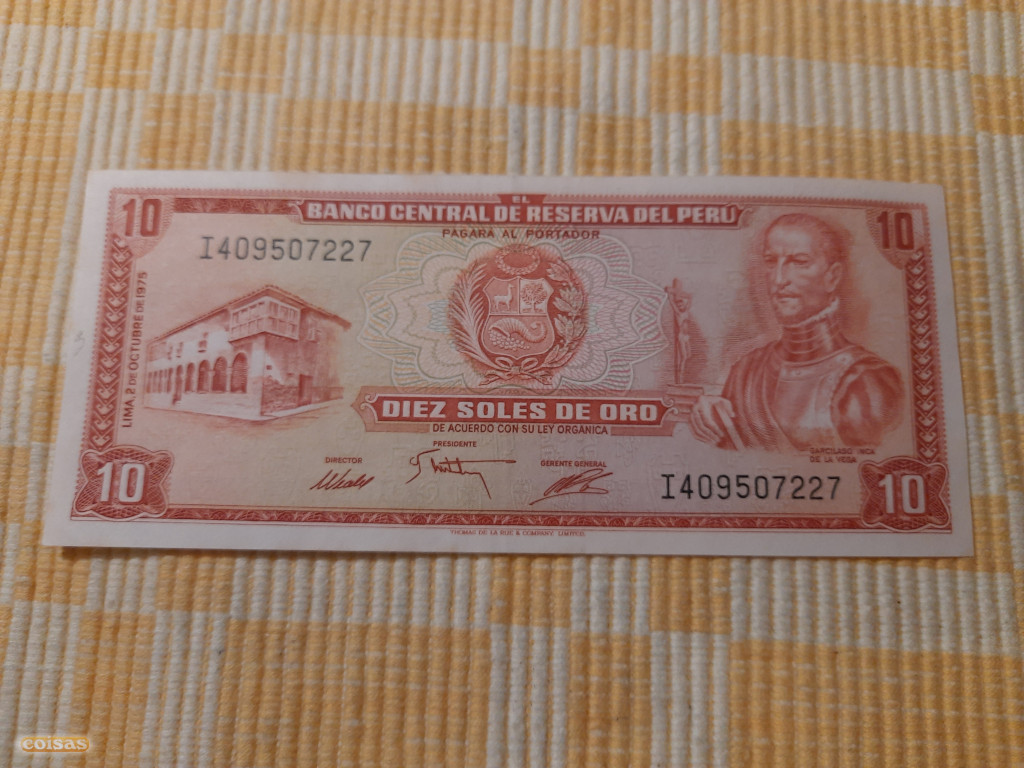 10
EL
BANCO CENTRAL DE RESERVA DEL PERU
10
PAGARA AL PORTADOR
I409507227
LIMA, 2 DE OCTUBRE DE 1975
DIEZ SOLES DE ORO
DE ACUERDO CON SU LEY ORGANICA
PRESIDENTE
DIRECTOR
GERENTE GENERAL
GARCILASO INCA
DE LA VEGA
10
I409507227
10
THOMAS DE LA RUE & COMPANY, LIMITED
coisas